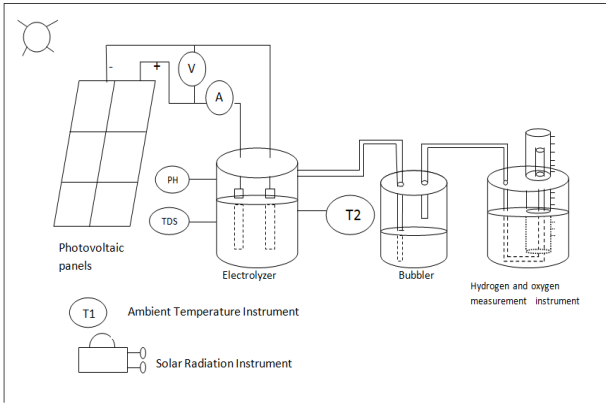 -
+
V
A
PH
TDS
T2
Photovoltaic
panels
Electrolyzer
Bubbler
Hydrogen and oxygen
measurement instrument
T1
Ambient Temperature Instrument
Solar Radiation Instrument